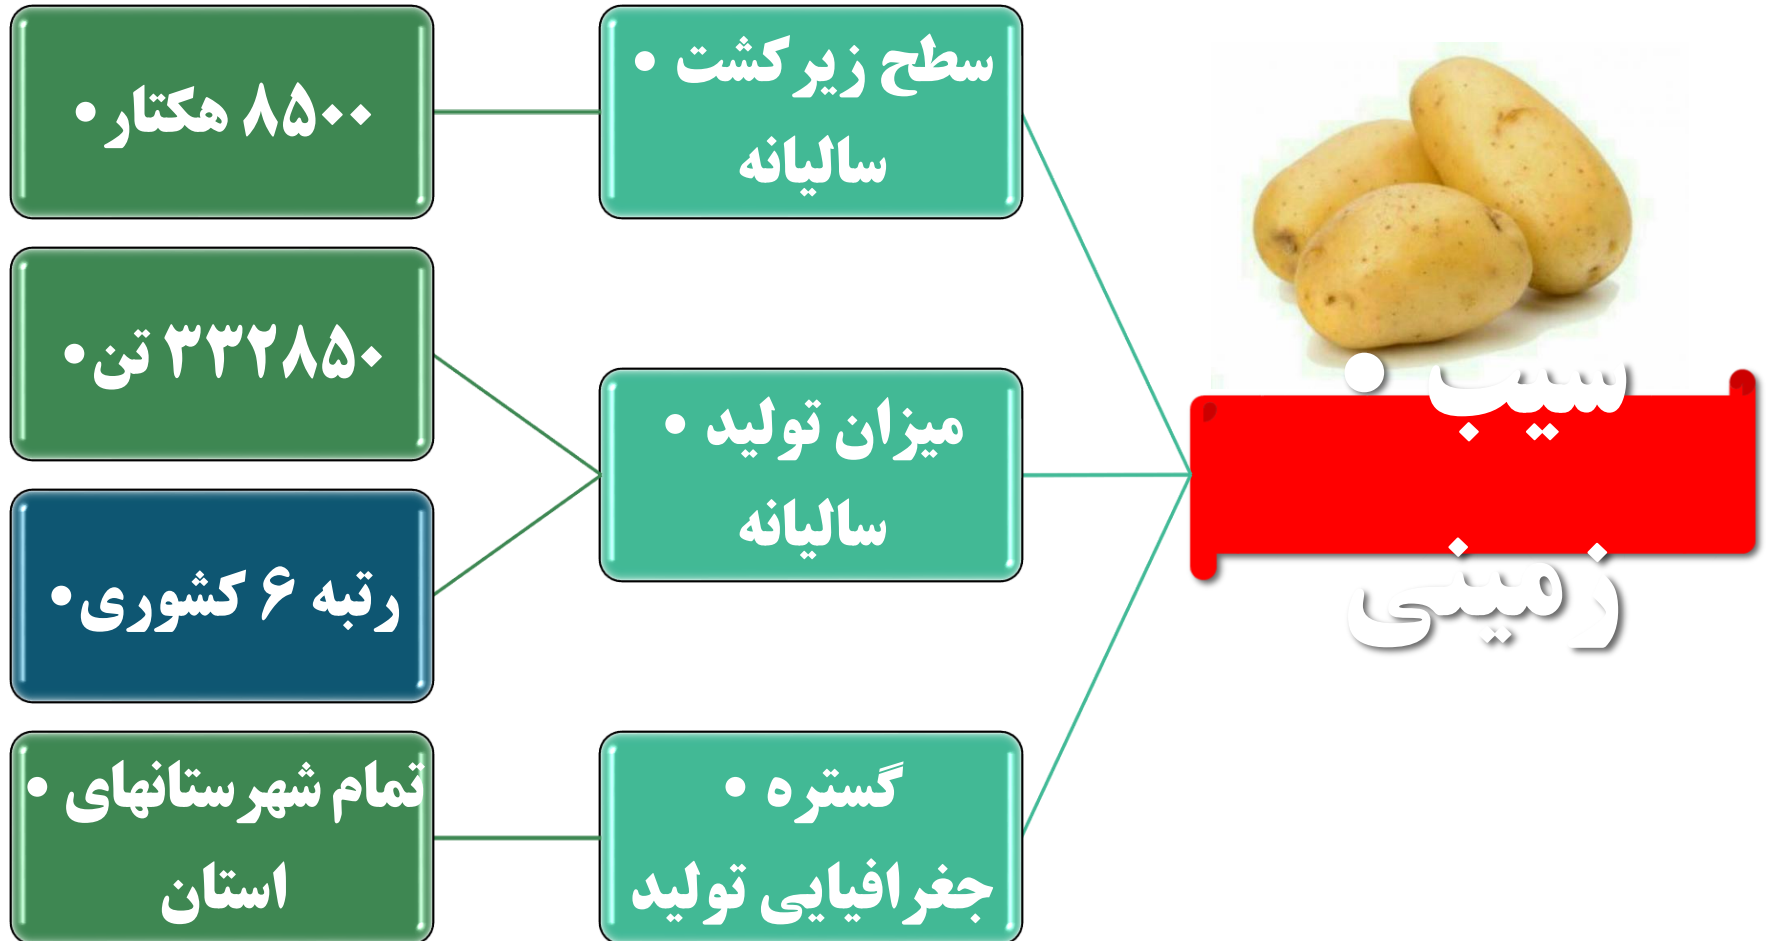 سیب •
زمینی
سطح زیرکشت •
سالیانه
۸۵۰۰ هکتار•
میزان تولید •
سالیانه
۳۳۲۸۵۰ تن•
رتبه ۶ کشوری•
گستره •
جغرافیایی تولید
تمام شهرستانهای •
استان